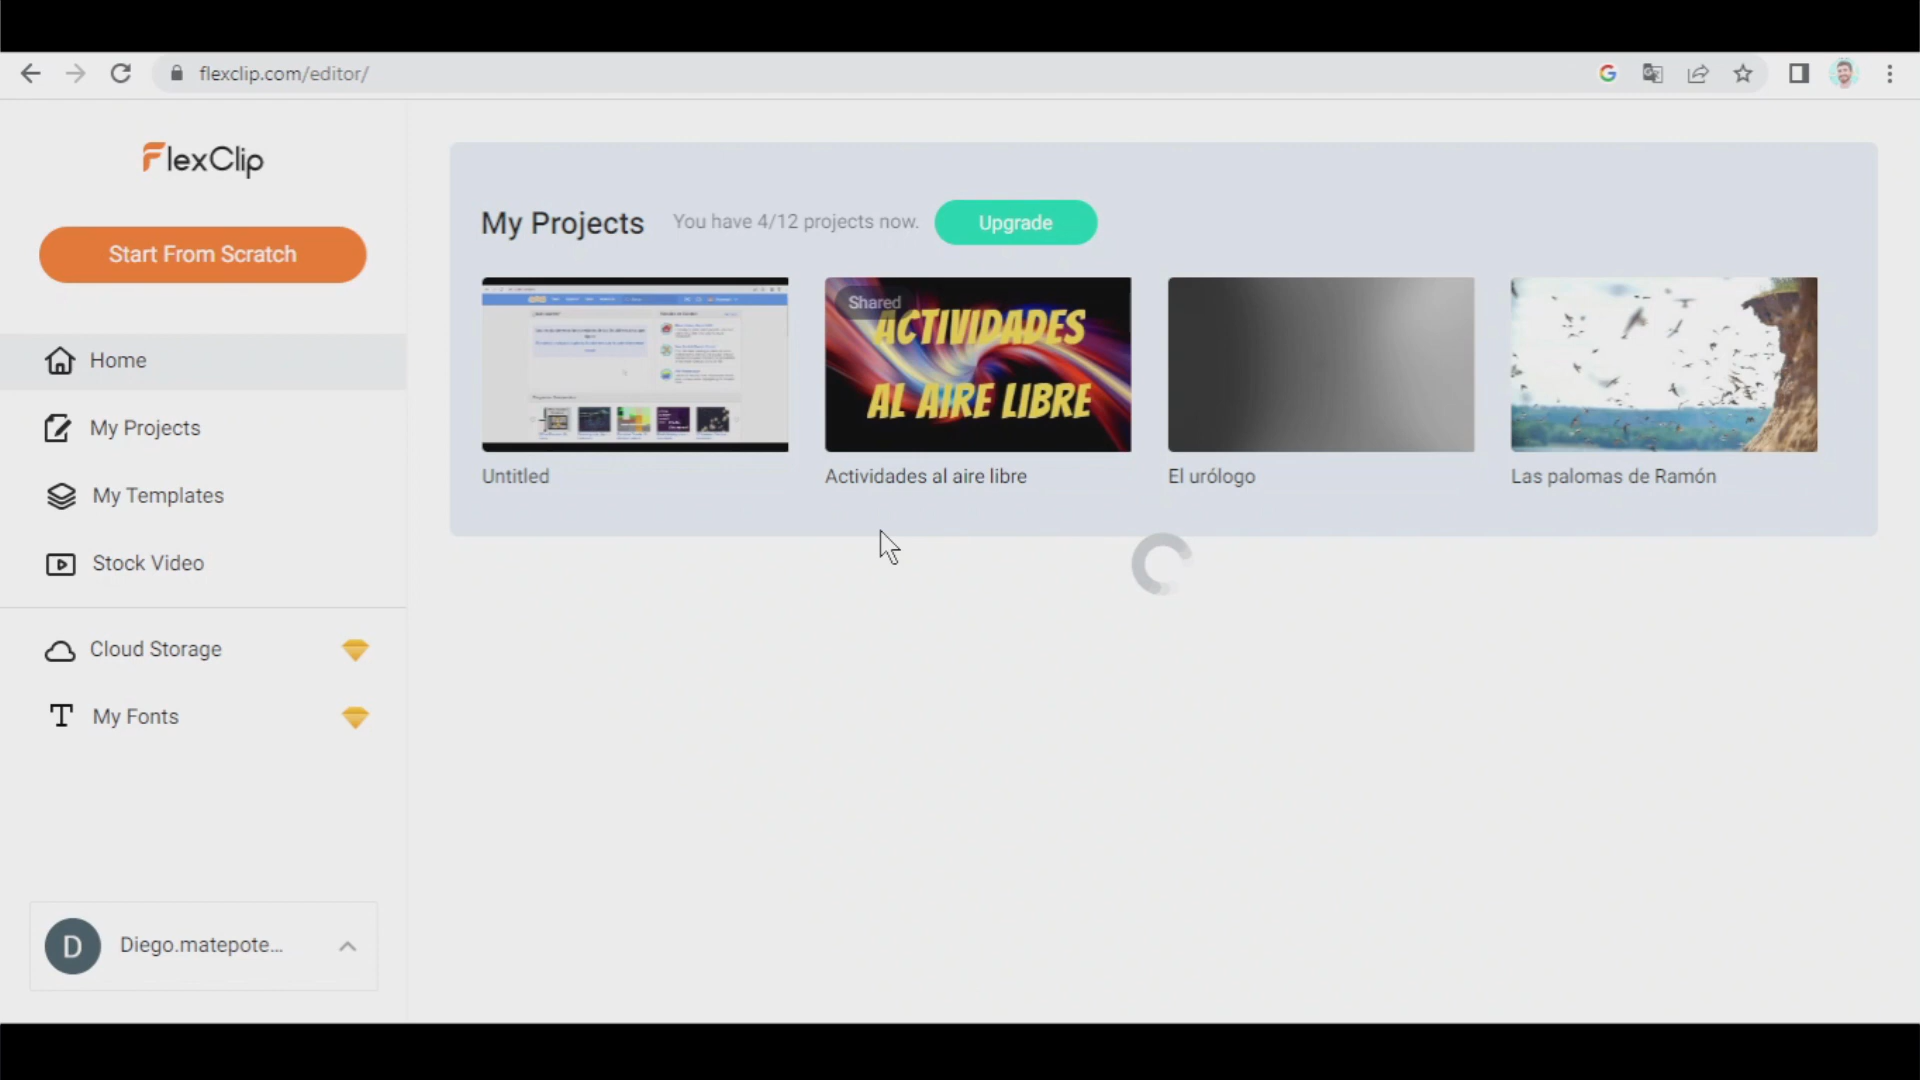 flexclip.com/editor/
FlexClip
Start From Scratch
Home
My Projects
My Templates
Stock Video
Cloud Storage
My Fonts
D
Diego.matepote...
My Projects
You have 4/12 projects now.
Upgrade
Shared
ACTIVIDADES
AL AIRE LIBRE
Untitled
Actividades al aire libre
El urólogo
Las palomas de Ramón